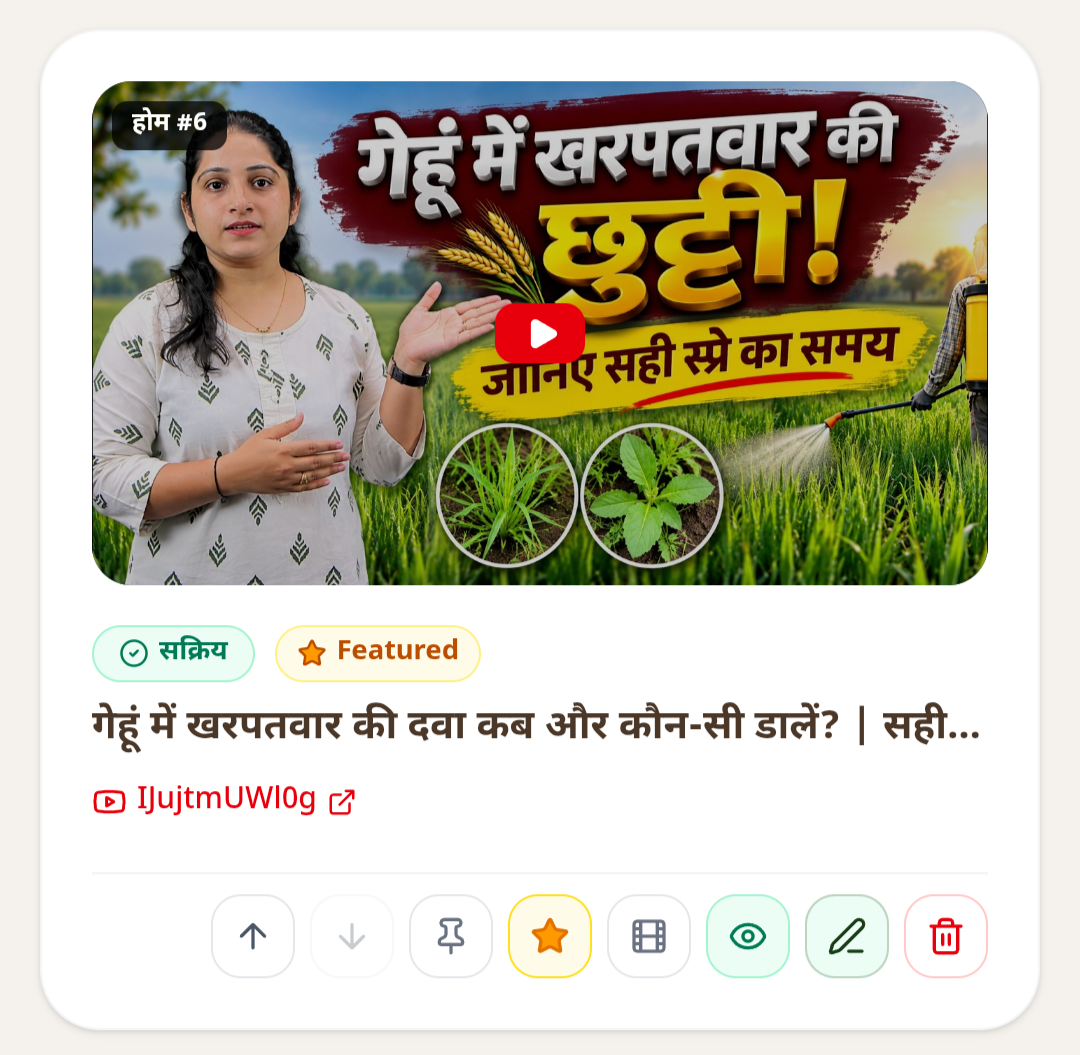 होम #6
गेहूं में खरपतवार की
छुट्टी!
जानिए सही स्प्रे का समय
सक्रिय
Featured
गेहूं में खरपतवार की दवा कब और कौन-सी डालें? | सही...
IJujtmUWl0g